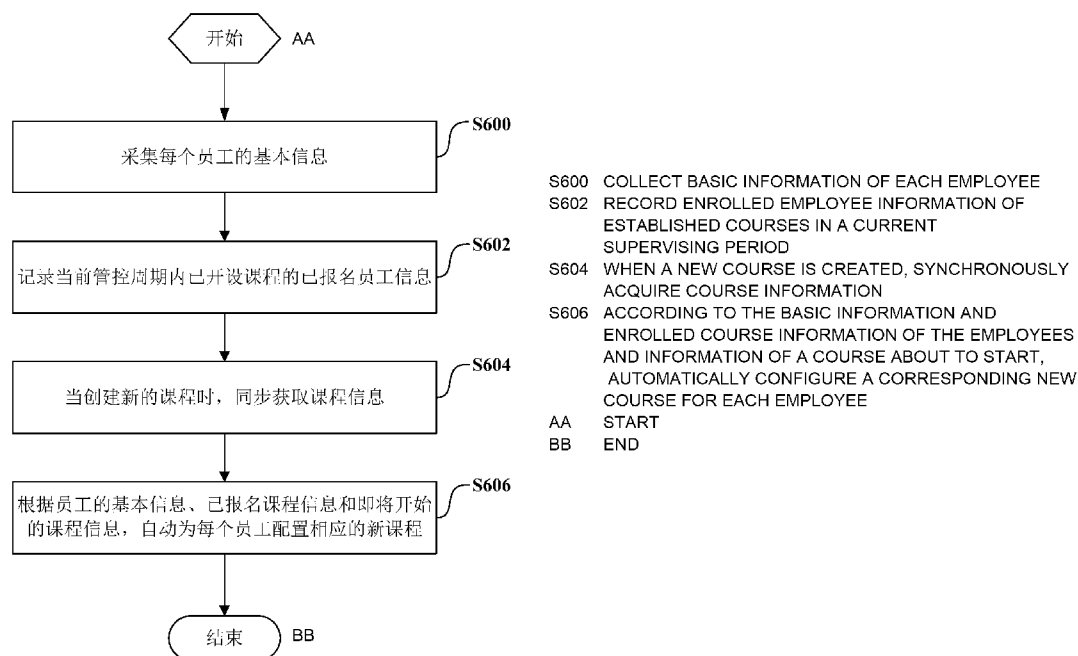 开始
AA
S600
采集每个员工的基本信息
S602
记录当前管控周期内已开设课程的已报名员工信息
S604
当创建新的课程时，同步获取课程信息
S606
根据员工的基本信息、已报名课程信息和即将开始
的课程信息，自动为每个员工配置相应的新课程
结束
BB
S600 COLLECT BASIC INFORMATION OF EACH EMPLOYEE
S602 RECORD ENROLLED EMPLOYEE INFORMATION OF
ESTABLISHED COURSES IN A CURRENT
SUPERVISING PERIOD
S604 WHEN A NEW COURSE IS CREATED, SYNCHRONOUSLY
ACQUIRE COURSE INFORMATION
S606 ACCORDING TO THE BASIC INFORMATION AND
ENROLLED COURSE INFORMATION OF THE EMPLOYEES
AND INFORMATION OF A COURSE ABOUT TO START,
AUTOMATICALLY CONFIGURE A CORRESPONDING NEW
COURSE FOR EACH EMPLOYEE
AA START
BB END